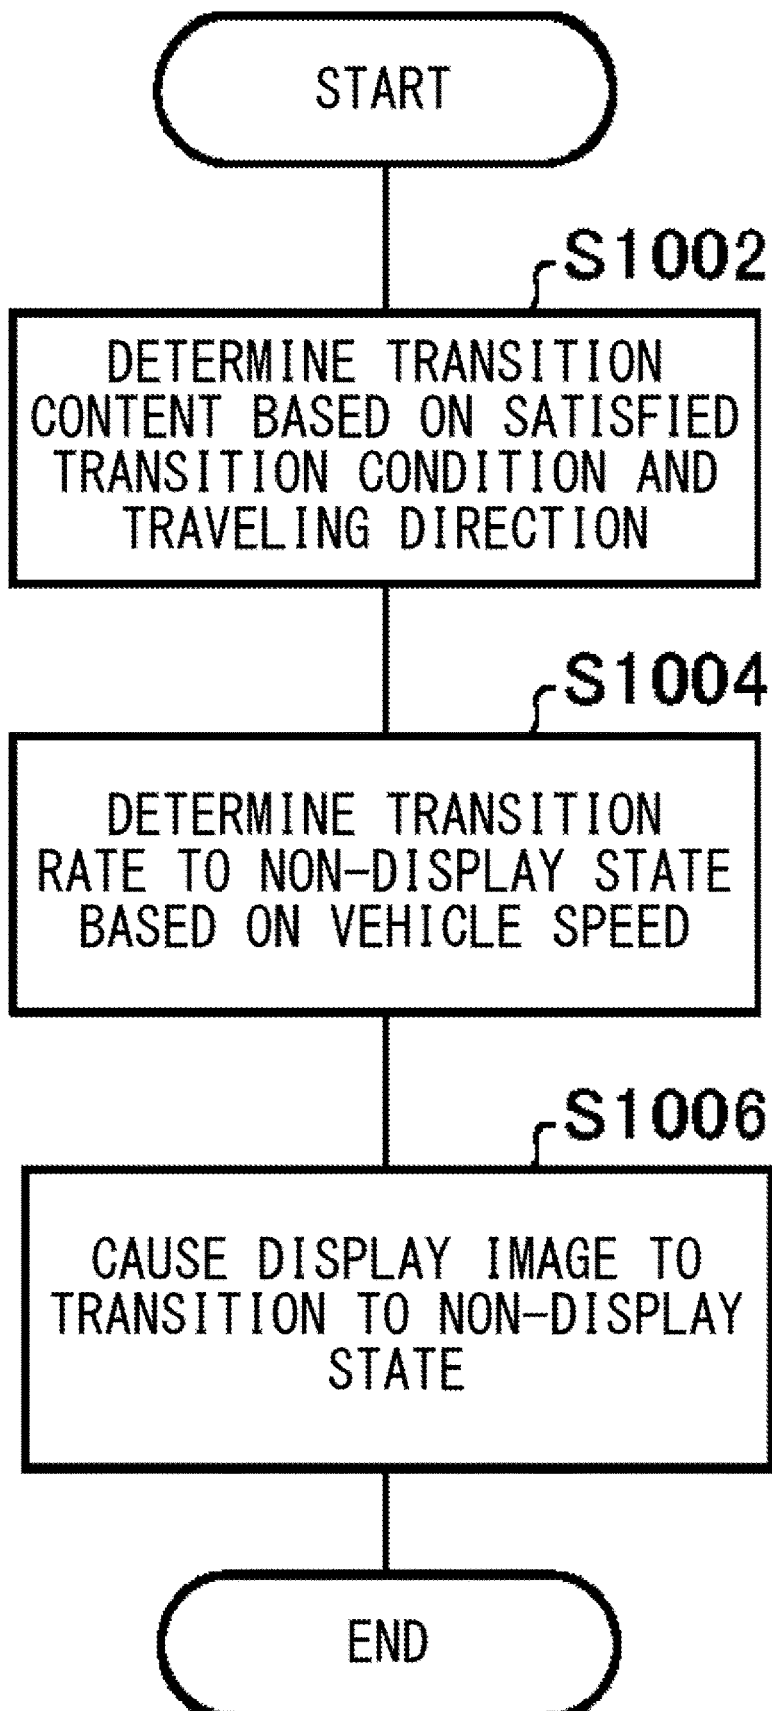 START
S1002
DETERMINE TRANSITION
CONTENT BASED ON SATISFIED
TRANSITION CONDITION AND
TRAVELING DIRECTION
S1004
DETERMINE TRANSITION
RATE TO NON-DISPLAY STATE
BASED ON VEHICLE SPEED
S1006
CAUSE DISPLAY IMAGE TO
TRANSITION TO NON-DISPLAY
STATE
END